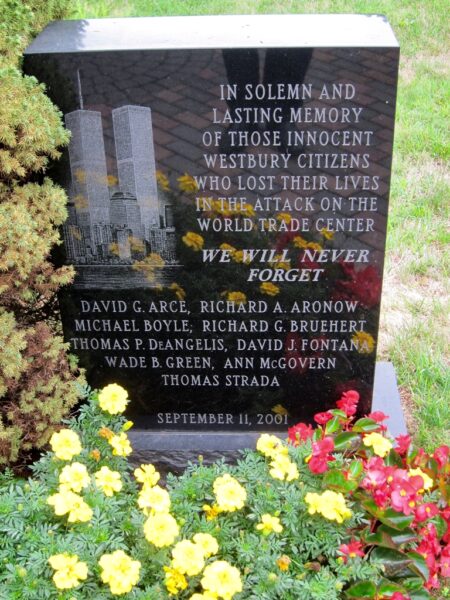 IN SOLEMN AND
LASTING MEMORY
OF THOSE INNOCENT
WESTBURY CITIZENS
WHO LOST THEIR LIVES
IN THE ATTACK ON THE
WORLD TRADE CENTER
WE WILL NEVER
FORGET
DAVID G. ARCE, RICHARD A. ARONOW
MICHAEL BOYLE, RICHARD G. BRUEHERT
THOMAS P. DEANGELIS, DAVID J. FONTANA
WADE B. GREEN, ANN MCGOVERN
THOMAS STRADA
SEPTEMBER 11, 2001